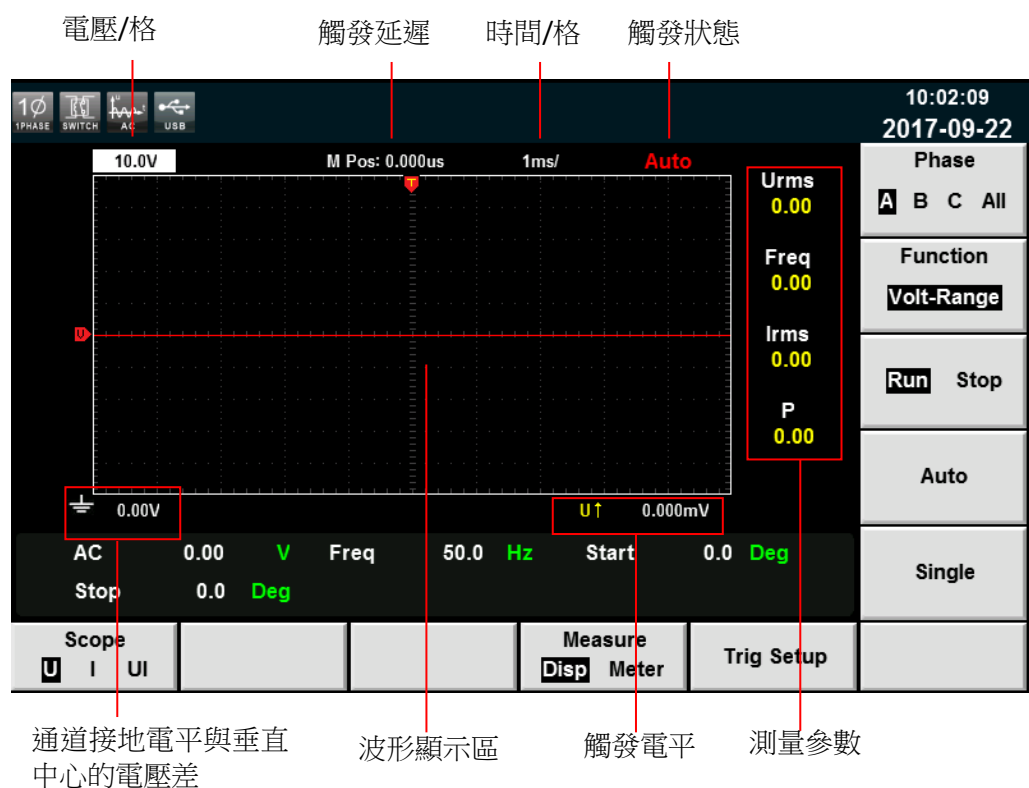 電壓/格 觸發延遲 時間/格 觸發狀態
10:02:09
2017-09-22
1Ø
1PHASE SWITCH AC USB
10.0V M Pos: 0.000us 1ms/ Auto
T
Urms
0.00
Freq
0.00
Irms
0.00
P
0.00
U
0.00V U↑ 0.000mV
AC 0.00 V Freq 50.0 Hz Start 0.0 Deg
Stop 0.0 Deg
Phase
A B C All
Function
Volt-Range
Run Stop
Auto
Single
Scope
U I UI
Measure
Disp Meter
Trig Setup
通道接地電平與垂直
中心的電壓差
波形顯示區 觸發電平 測量參數